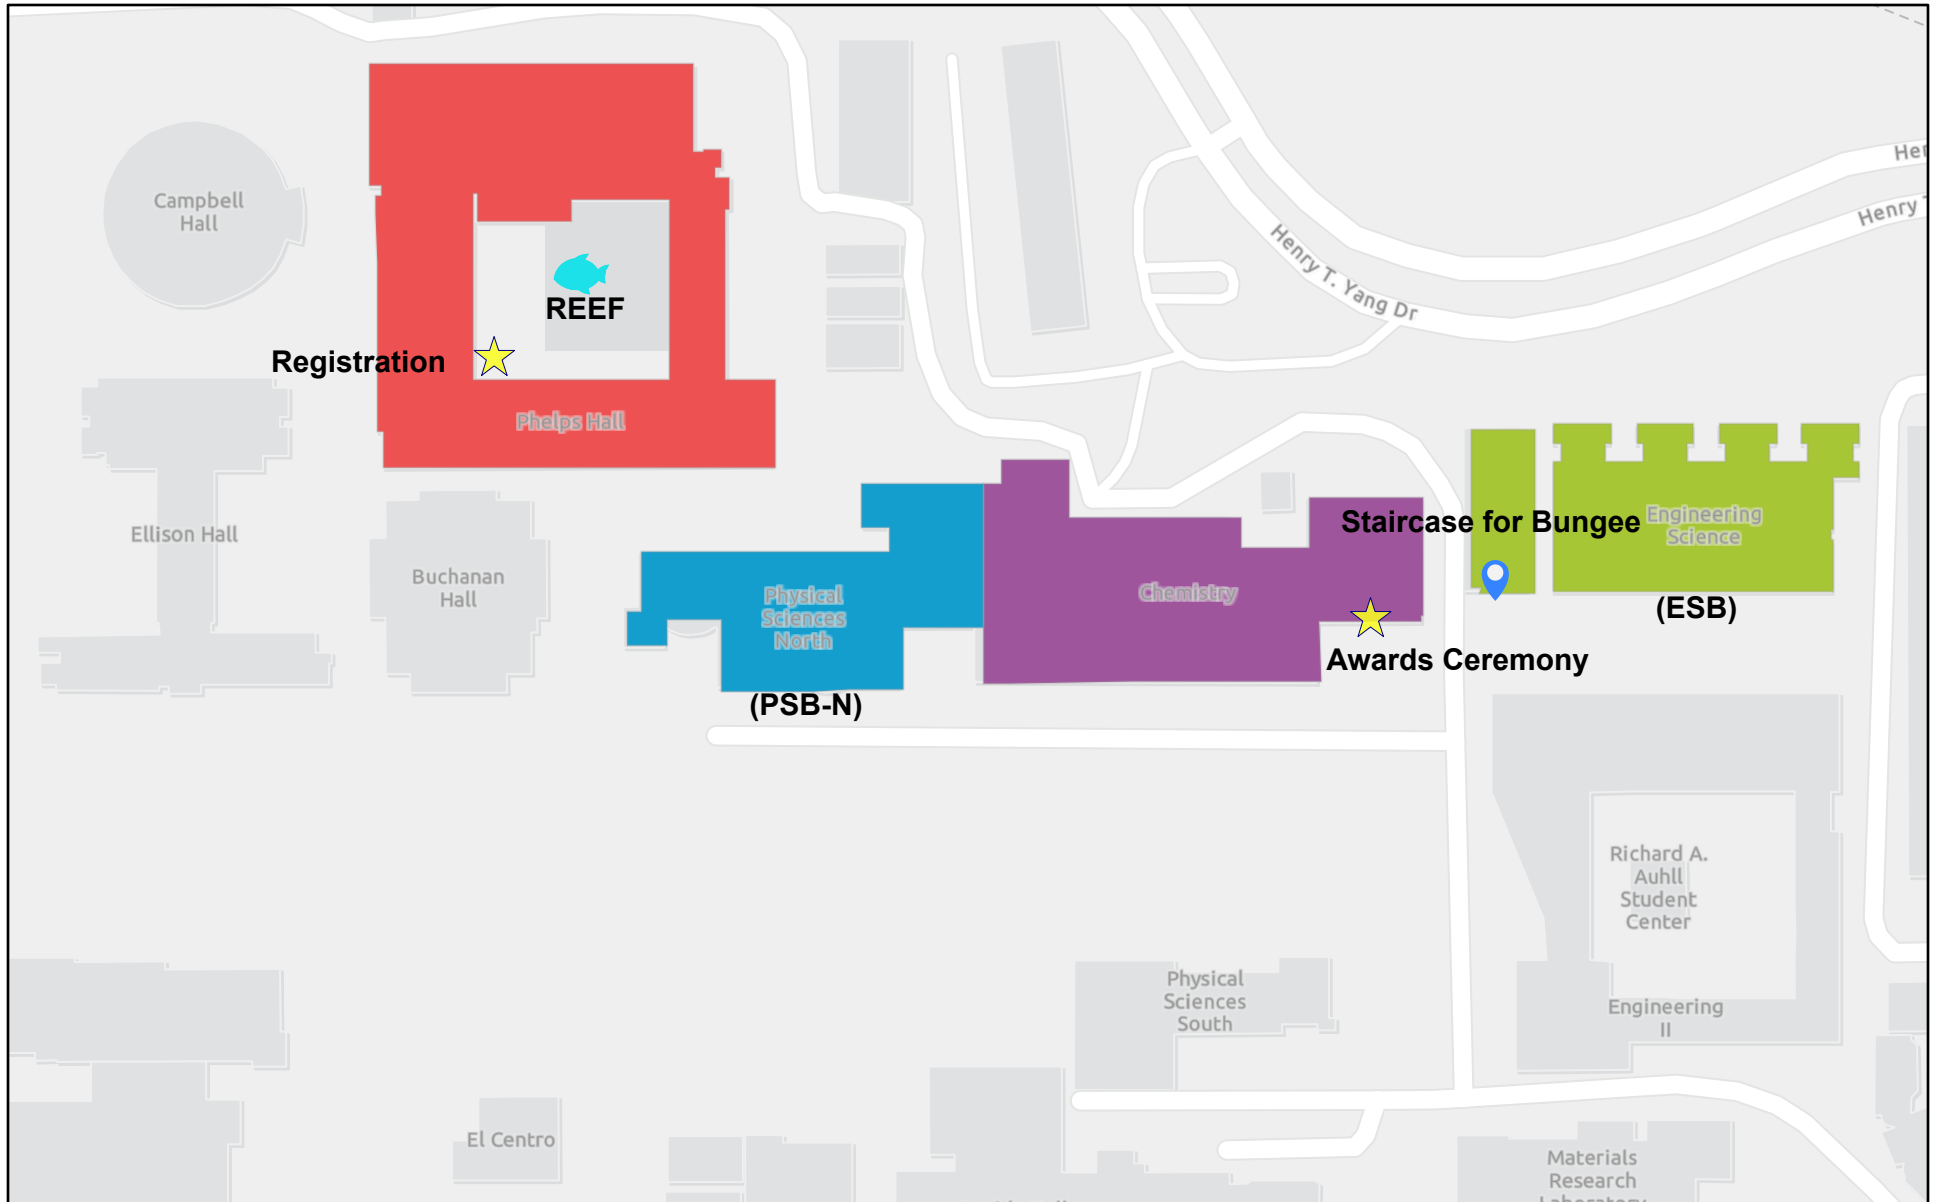 Her
Henry
Campbell
Hall
Henry T. Yang Dr
REEF
Registration
Phelps Hall
Ellison Hall
Buchanan
Hall
Physical
Sciences
North
(PSB-N)
Chemistry
Staircase for Bungee
Engineering
Science
(ESB)
Awards Ceremony
Richard A.
Auhll
Student
Center
Physical
Sciences
South
Engineering
II
El Centro
Materials
Research
Laboratory